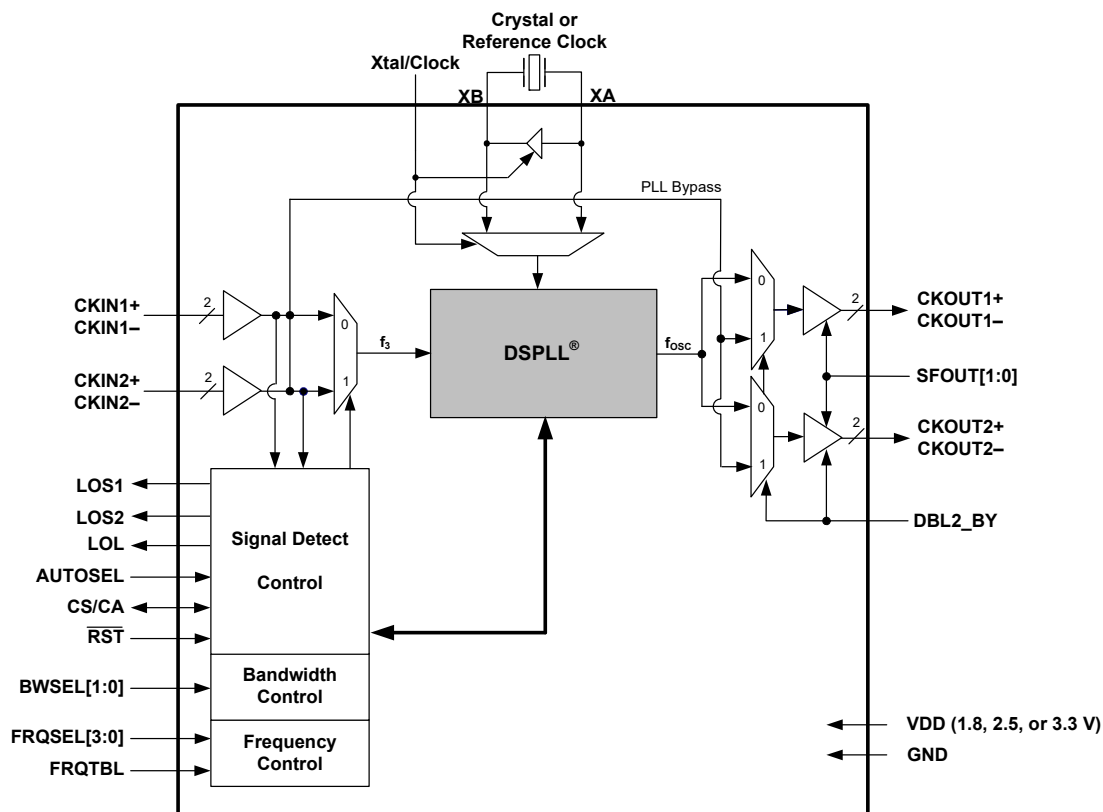 Crystal or
Reference Clock
Xtal/Clock
XB
XA
PLL Bypass
CKIN1+
CKIN1–
2
0
1
f3
CKIN2+
CKIN2–
2
DSPLL®
fOSC
0
1
0
1
2
CKOUT1+
CKOUT1–
SFOUT[1:0]
2
CKOUT2+
CKOUT2–
DBL2_BY
LOS1
LOS2
LOL
AUTOSEL
CS/CA
RST
Signal Detect
Control
BWSEL[1:0]
Bandwidth
Control
FRQSEL[3:0]
FRQTBL
Frequency
Control
VDD (1.8, 2.5, or 3.3 V)
GND